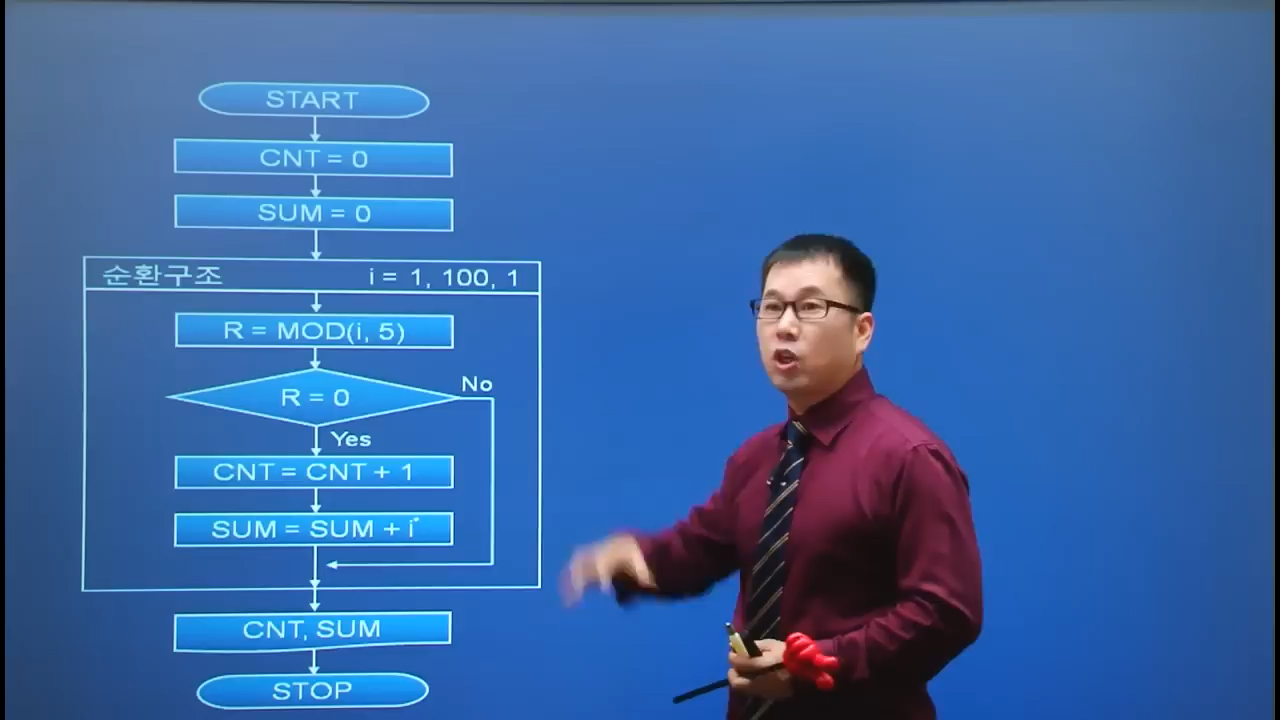 START
CNT = 0
SUM = 0
순환구조 i = 1, 100, 1
R = MOD(i, 5)
R = 0
No
Yes
CNT = CNT + 1
SUM = SUM + i
CNT, SUM
STOP